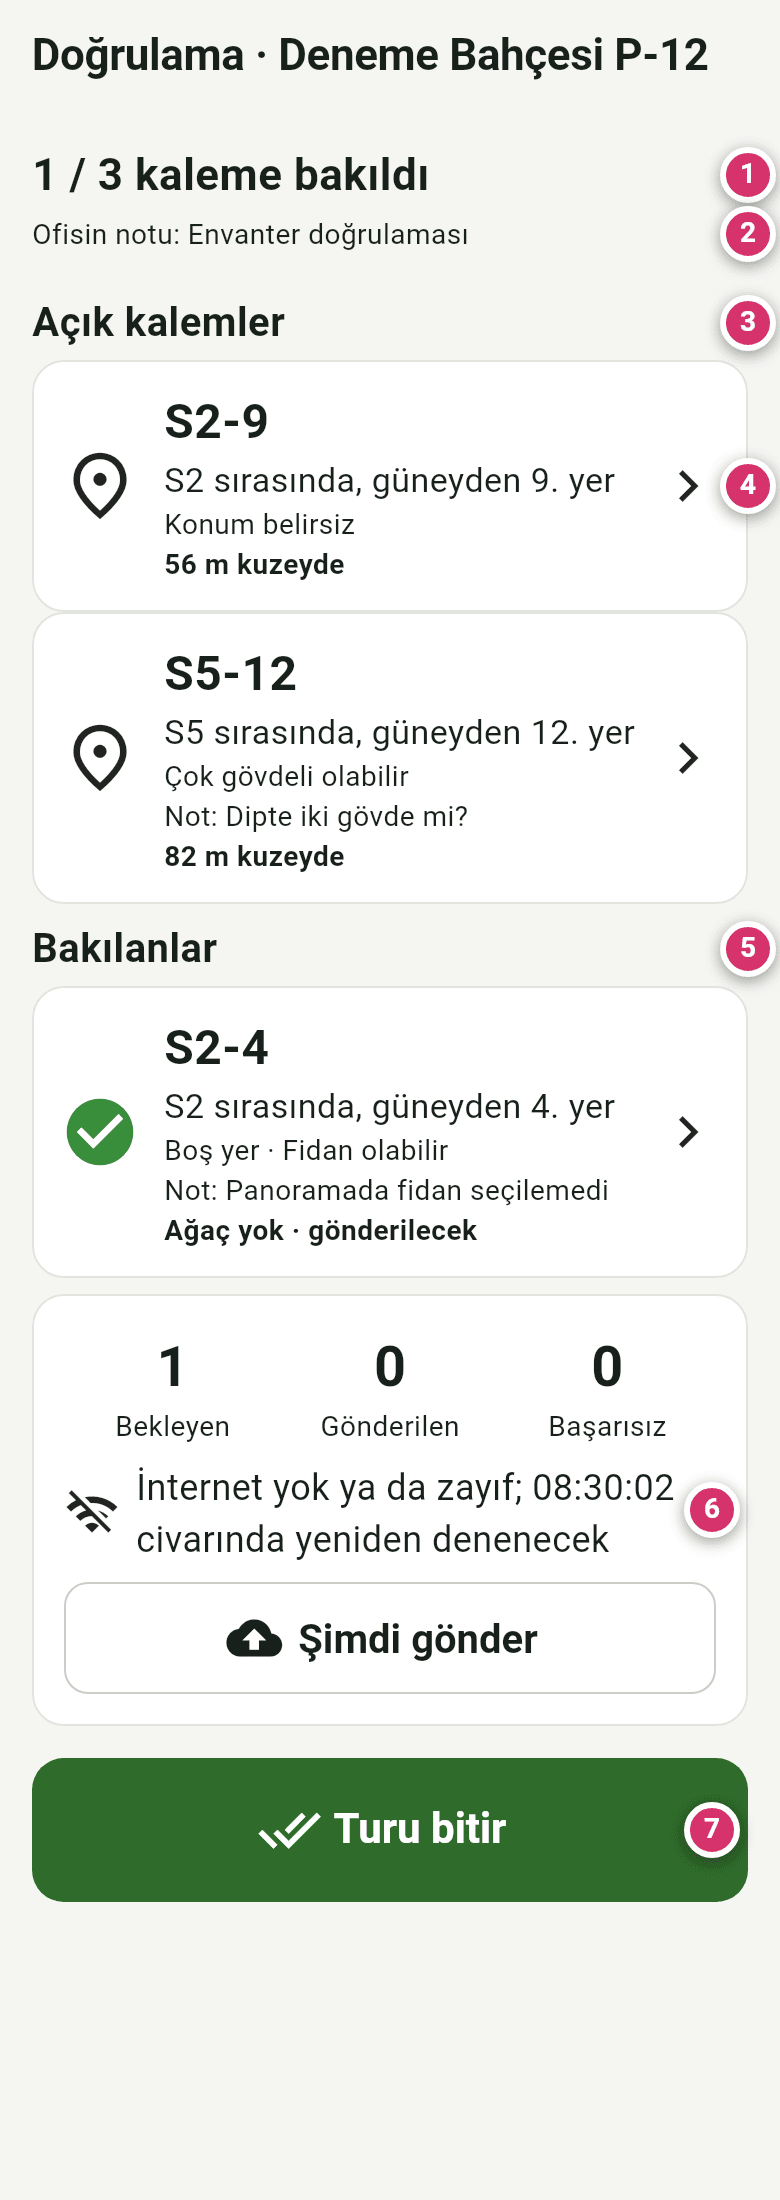 Doğrulama · Deneme Bahçesi P-12
1 / 3 kaleme bakıldı
1
Ofisin notu: Envanter doğrulaması
2
Açık kalemler
3
S2-9
S2 sırasında, güneyden 9. yer
Konum belirsiz
56 m kuzeyde
4
S5-12
S5 sırasında, güneyden 12. yer
Çok gövdeli olabilir
Not: Dipte iki gövde mi?
82 m kuzeyde
Bakılanlar
5
S2-4
S2 sırasında, güneyden 4. yer
Boş yer · Fidan olabilir
Not: Panoramada fidan seçilemedi
Ağaç yok · gönderilecek
1 0 0
Bekleyen Gönderilen Başarısız
İnternet yok ya da zayıf; 08:30:02
civarında yeniden denenecek
6
Şimdi gönder
Turu bitir
7